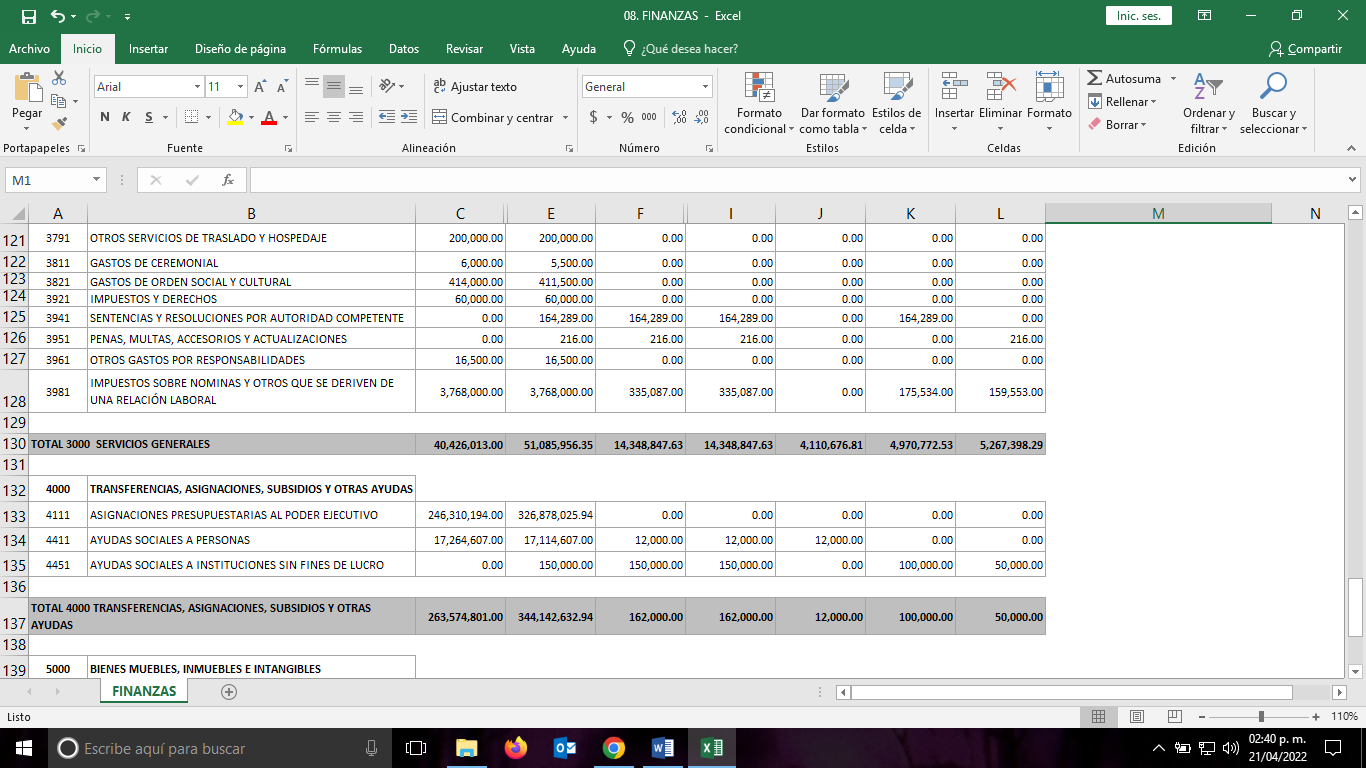 08. FINANZAS - Excel
Inic. ses.
Archivo Inicio Insertar Diseño de página Fórmulas Datos Revisar Vista Ayuda ¿Qué desea hacer? Compartir
Pegar
Arial 11
N K S
Ajustar texto
Combinar y centrar
General
$ % 000
Formato condicional
Dar formato como tabla
Estilos de celda
Insertar Eliminar Formato
Autosuma
Rellenar
Borrar
Ordenar y filtrar
Buscar y seleccionar
Portapapeles Fuente Alineación Número Estilos Celdas Edición
M1 fx
A B C E F I J K L M N
121 3791 OTROS SERVICIOS DE TRASLADO Y HOSPEDAJE 200,000.00 200,000.00 0.00 0.00 0.00 0.00 0.00
122 3811 GASTOS DE CEREMONIAL 6,000.00 5,500.00 0.00 0.00 0.00 0.00 0.00
123 3821 GASTOS DE ORDEN SOCIAL Y CULTURAL 414,000.00 411,500.00 0.00 0.00 0.00 0.00 0.00
124 3921 IMPUESTOS Y DERECHOS 60,000.00 60,000.00 0.00 0.00 0.00 0.00 0.00
125 3941 SENTENCIAS Y RESOLUCIONES POR AUTORIDAD COMPETENTE 0.00 164,289.00 164,289.00 164,289.00 0.00 164,289.00 0.00
126 3951 PENAS, MULTAS, ACCESORIOS Y ACTUALIZACIONES 0.00 216.00 216.00 216.00 0.00 0.00 216.00
127 3961 OTROS GASTOS POR RESPONSABILIDADES 16,500.00 16,500.00 0.00 0.00 0.00 0.00 0.00
128 3981 IMPUESTOS SOBRE NOMINAS Y OTROS QUE SE DERIVEN DE
UNA RELACIÓN LABORAL 3,768,000.00 3,768,000.00 335,087.00 335,087.00 0.00 175,534.00 159,553.00
129
130 TOTAL 3000 SERVICIOS GENERALES 40,426,013.00 51,085,956.35 14,348,847.63 14,348,847.63 4,110,676.81 4,970,772.53 5,267,398.29
131
132 4000 TRANSFERENCIAS, ASIGNACIONES, SUBSIDIOS Y OTRAS AYUDAS
133 4111 ASIGNACIONES PRESUPUESTARIAS AL PODER EJECUTIVO 246,310,194.00 326,878,025.94 0.00 0.00 0.00 0.00 0.00
134 4411 AYUDAS SOCIALES A PERSONAS 17,264,607.00 17,114,607.00 12,000.00 12,000.00 12,000.00 0.00 0.00
135 4451 AYUDAS SOCIALES A INSTITUCIONES SIN FINES DE LUCRO 0.00 150,000.00 150,000.00 150,000.00 0.00 100,000.00 50,000.00
136
137 TOTAL 4000 TRANSFERENCIAS, ASIGNACIONES, SUBSIDIOS Y OTRAS
AYUDAS 263,574,801.00 344,142,632.94 162,000.00 162,000.00 12,000.00 100,000.00 50,000.00
138
139 5000 BIENES MUEBLES, INMUEBLES E INTANGIBLES
FINANZAS
Listo 110%
Escribe aquí para buscar
02:40 p. m.
21/04/2022